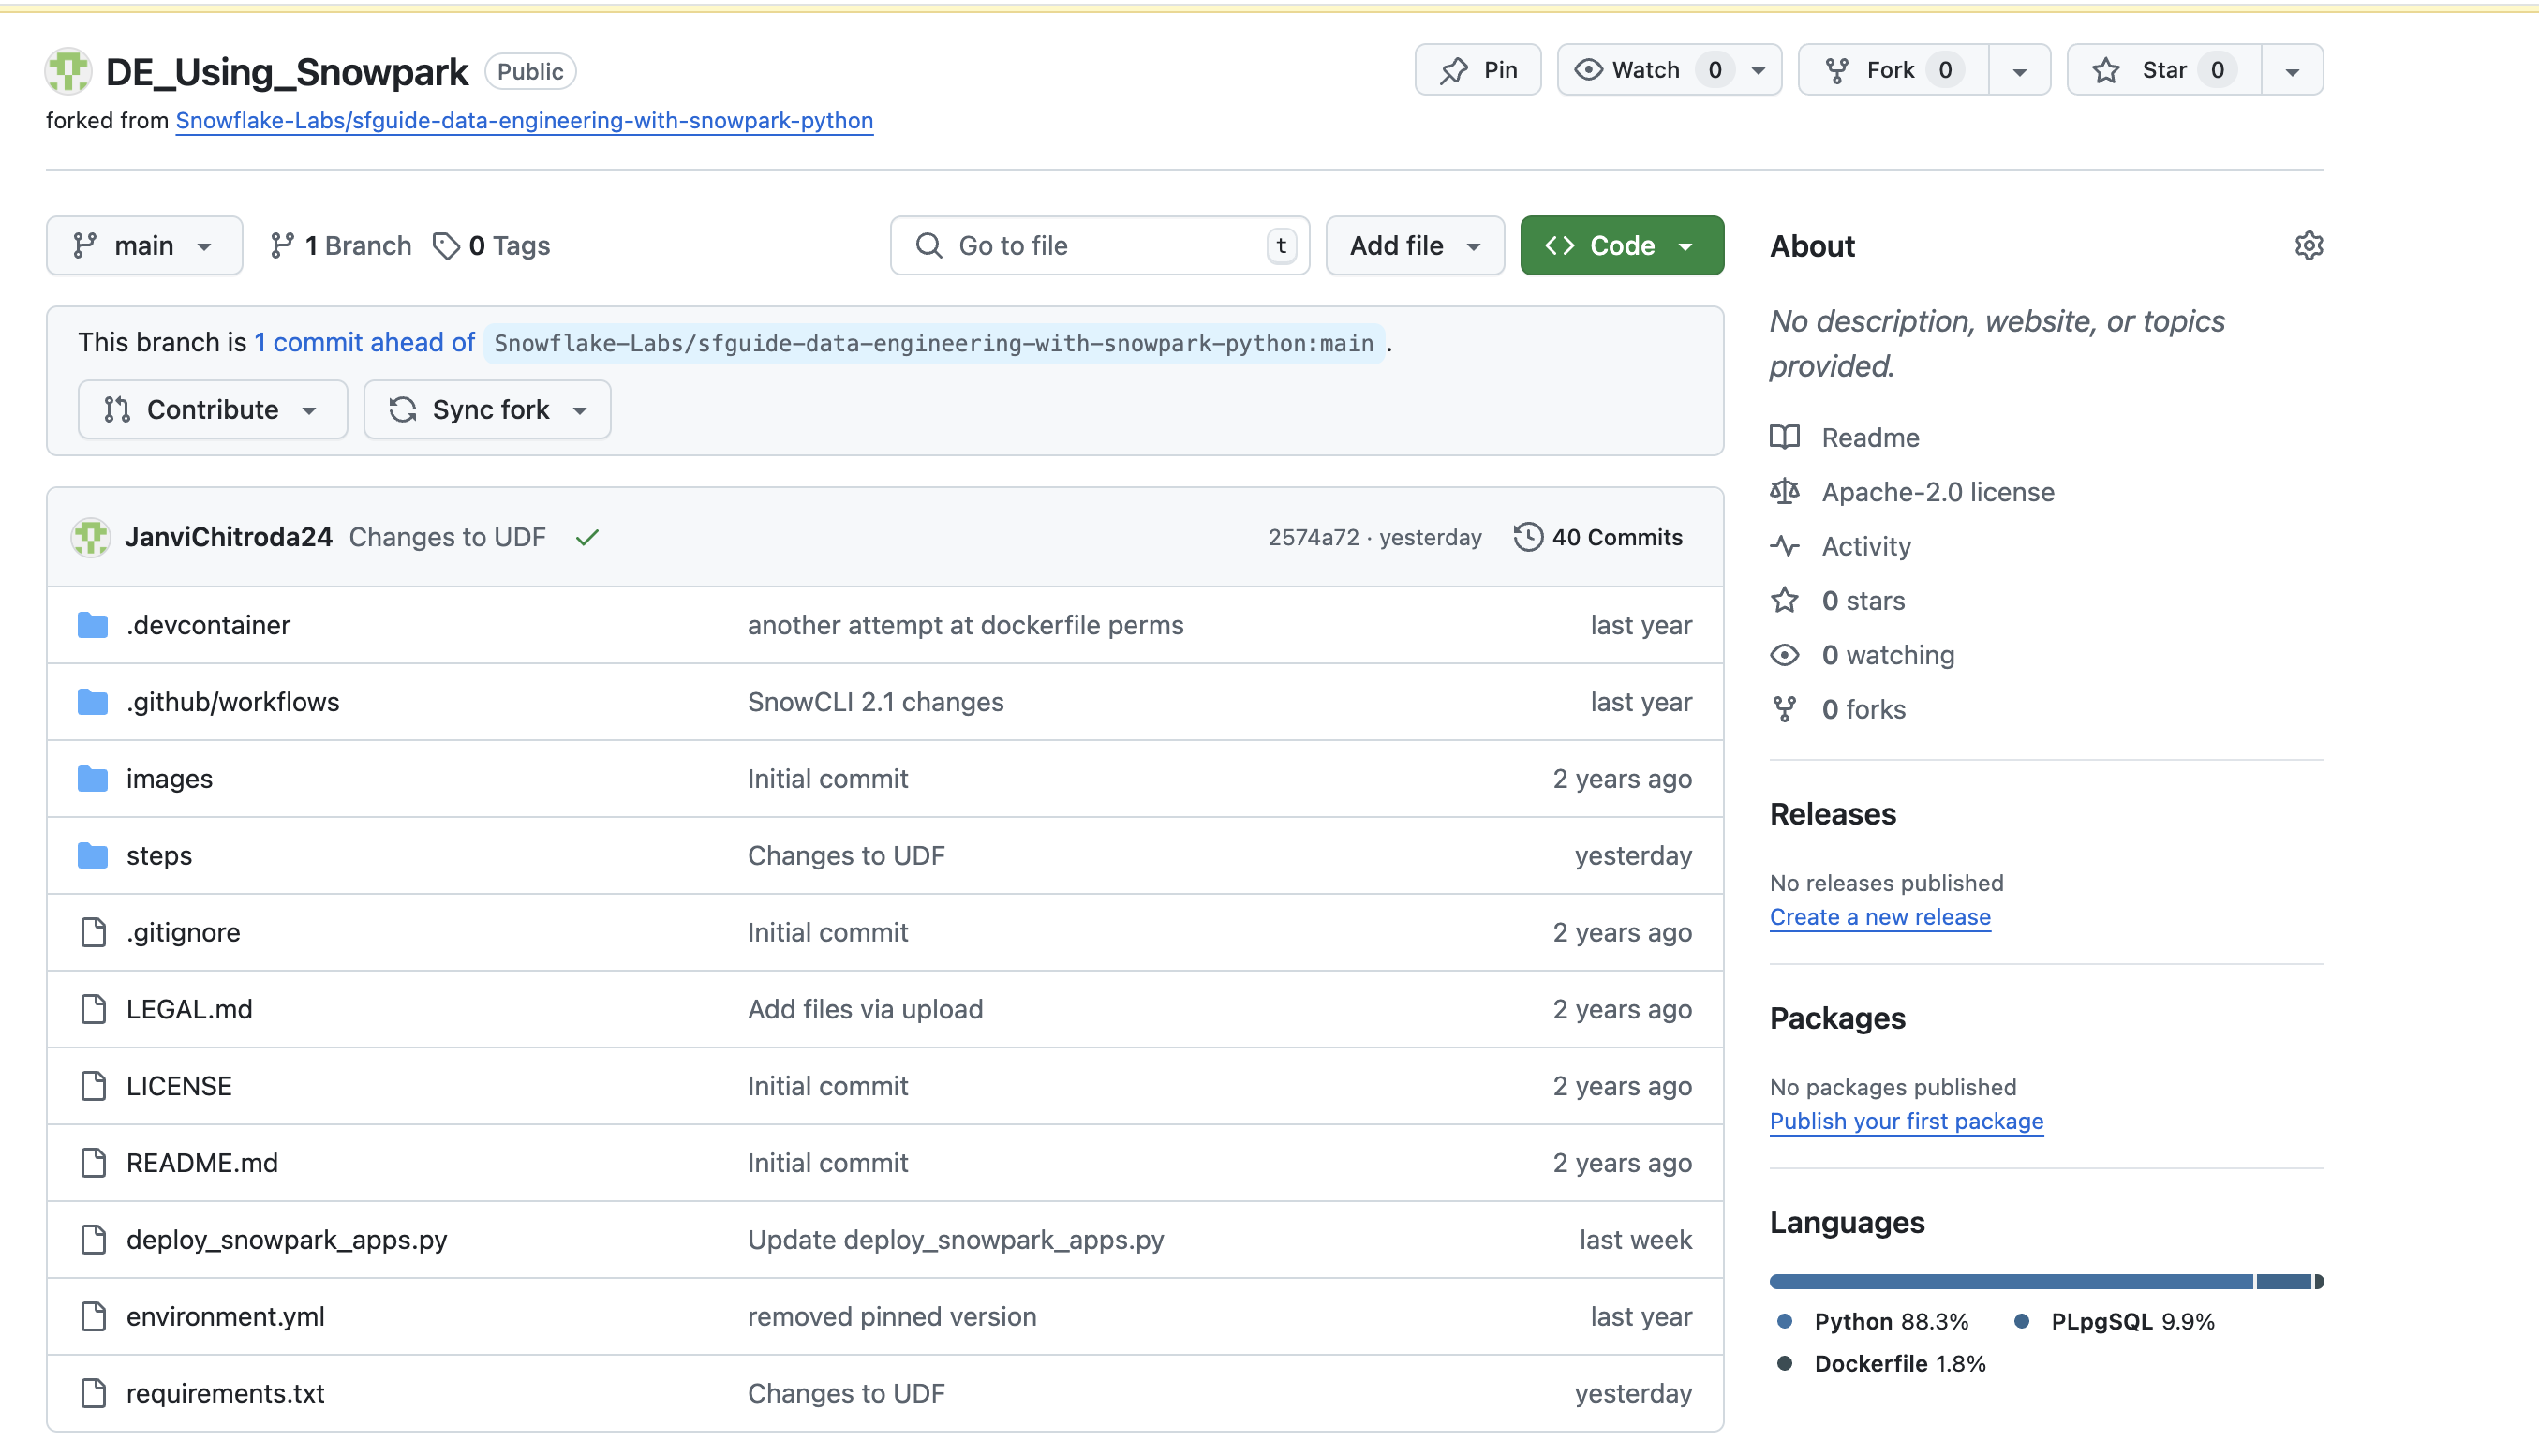 DE_Using_Snowpark Public
Pin Watch 0 Fork 0 Star 0
forked from Snowflake-Labs/sfguide-data-engineering-with-snowpark-python
main 1 Branch 0 Tags
Go to file t Add file Code
This branch is 1 commit ahead of Snowflake-Labs/sfguide-data-engineering-with-snowpark-python:main .
Contribute Sync fork
JanviChitroda24 Changes to UDF 2574a72 · yesterday 40 Commits
.devcontainer another attempt at dockerfile perms last year
.github/workflows SnowCLI 2.1 changes last year
images Initial commit 2 years ago
steps Changes to UDF yesterday
.gitignore Initial commit 2 years ago
LEGAL.md Add files via upload 2 years ago
LICENSE Initial commit 2 years ago
README.md Initial commit 2 years ago
deploy_snowpark_apps.py Update deploy_snowpark_apps.py last week
environment.yml removed pinned version last year
requirements.txt Changes to UDF yesterday
About
No description, website, or topics
provided.
Readme
Apache-2.0 license
Activity
0 stars
0 watching
0 forks
Releases
No releases published
Create a new release
Packages
No packages published
Publish your first package
Languages
Python 88.3% PLpgSQL 9.9%
Dockerfile 1.8%